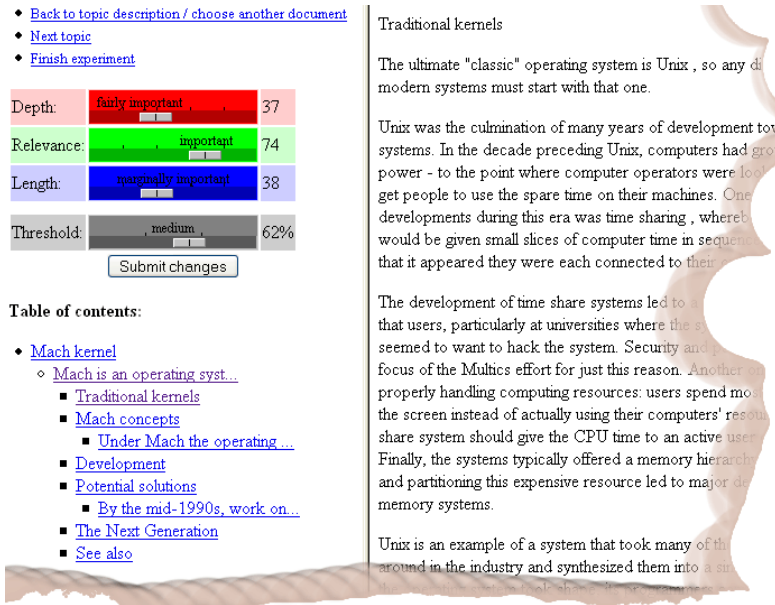 Back to topic description / choose another document
Next topic
Finish experiment
Depth: fairly important 37
Relevance: important 74
Length: marginally important 38
Threshold: medium 62%
Submit changes
Table of contents:
Mach kernel
Mach is an operating syst...
Traditional kernels
Mach concepts
Under Mach the operating ...
Development
Potential solutions
By the mid-1990s, work on...
The Next Generation
See also
Traditional kernels
The ultimate "classic" operating system is Unix , so any
modern systems must start with that one.
Unix was the culmination of many years of development
systems. In the decade preceding Unix, computers had
power - to the point where computer operators were
get people to use the spare time on their machines. One
developments during this era was time sharing ,
would be given small slices of computer time in
that it appeared they were each connected to their
The development of time share systems led to a
that users, particularly at universities where the
seemed to want to hack the system. Security and
focus of the Multics effort for just this reason. Another
properly handling computing resources: users spend
the screen instead of actually using their computers'
share system should give the CPU time to an active
Finally, the systems typically offered a memory hierarchy
and partitioning this expensive resource led to major
memory systems.
Unix is an example of a system that took many of
around in the industry and synthesized them into a